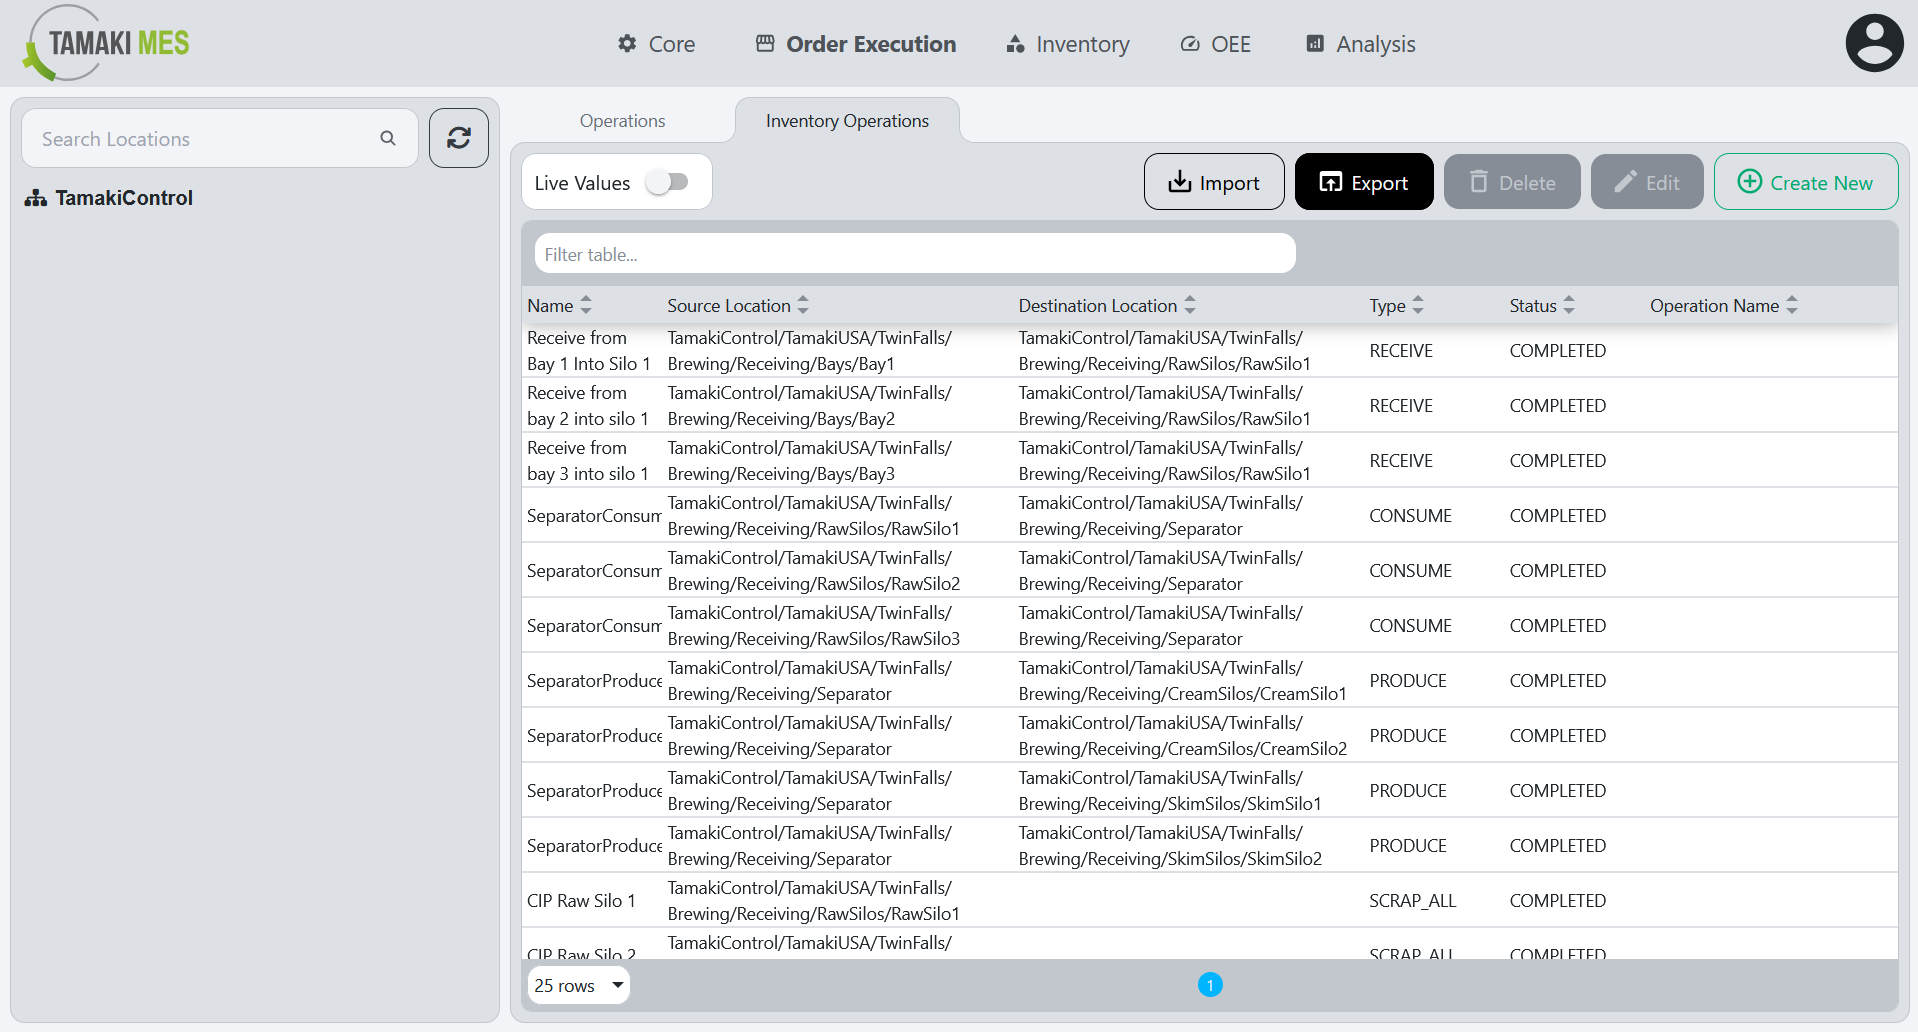 TAMAKI MES
Core
Order Execution
Inventory
OEE
Analysis
Search Locations
TamakiControl
Operations
Inventory Operations
Live Values
Import
Export
Delete
Edit
Create New
Filter table...
Name Source Location Destination Location Type Status Operation Name
Receive from TamakiControl/TamakiUSA/TwinFalls/ TamakiControl/TamakiUSA/TwinFalls/
Bay 1 Into Silo 1 Brewing/Receiving/Bays/Bay1 Brewing/Receiving/RawSilos/RawSilo1 RECEIVE COMPLETED
Receive from TamakiControl/TamakiUSA/TwinFalls/ TamakiControl/TamakiUSA/TwinFalls/
bay 2 into silo 1 Brewing/Receiving/Bays/Bay2 Brewing/Receiving/RawSilos/RawSilo1 RECEIVE COMPLETED
Receive from TamakiControl/TamakiUSA/TwinFalls/ TamakiControl/TamakiUSA/TwinFalls/
bay 3 into silo 1 Brewing/Receiving/Bays/Bay3 Brewing/Receiving/RawSilos/RawSilo1 RECEIVE COMPLETED
SeparatorConsum TamakiControl/TamakiUSA/TwinFalls/ TamakiControl/TamakiUSA/TwinFalls/
Brewing/Receiving/RawSilos/RawSilo1 Brewing/Receiving/Separator CONSUME COMPLETED
SeparatorConsum TamakiControl/TamakiUSA/TwinFalls/ TamakiControl/TamakiUSA/TwinFalls/
Brewing/Receiving/RawSilos/RawSilo2 Brewing/Receiving/Separator CONSUME COMPLETED
SeparatorConsum TamakiControl/TamakiUSA/TwinFalls/ TamakiControl/TamakiUSA/TwinFalls/
Brewing/Receiving/RawSilos/RawSilo3 Brewing/Receiving/Separator CONSUME COMPLETED
SeparatorProduce TamakiControl/TamakiUSA/TwinFalls/ TamakiControl/TamakiUSA/TwinFalls/
Brewing/Receiving/Separator Brewing/Receiving/CreamSilos/CreamSilo1 PRODUCE COMPLETED
SeparatorProduce TamakiControl/TamakiUSA/TwinFalls/ TamakiControl/TamakiUSA/TwinFalls/
Brewing/Receiving/Separator Brewing/Receiving/CreamSilos/CreamSilo2 PRODUCE COMPLETED
SeparatorProduce TamakiControl/TamakiUSA/TwinFalls/ TamakiControl/TamakiUSA/TwinFalls/
Brewing/Receiving/Separator Brewing/Receiving/SkimSilos/SkimSilo1 PRODUCE COMPLETED
SeparatorProduce TamakiControl/TamakiUSA/TwinFalls/ TamakiControl/TamakiUSA/TwinFalls/
Brewing/Receiving/Separator Brewing/Receiving/SkimSilos/SkimSilo2 PRODUCE COMPLETED
CIP Raw Silo 1 TamakiControl/TamakiUSA/TwinFalls/
Brewing/Receiving/RawSilos/RawSilo1 SCRAP_ALL COMPLETED
TamakiControl/TamakiUSA/TwinFalls/
CIP Raw Silo 2 SCRAP_ALL COMPLETED
25 rows
1